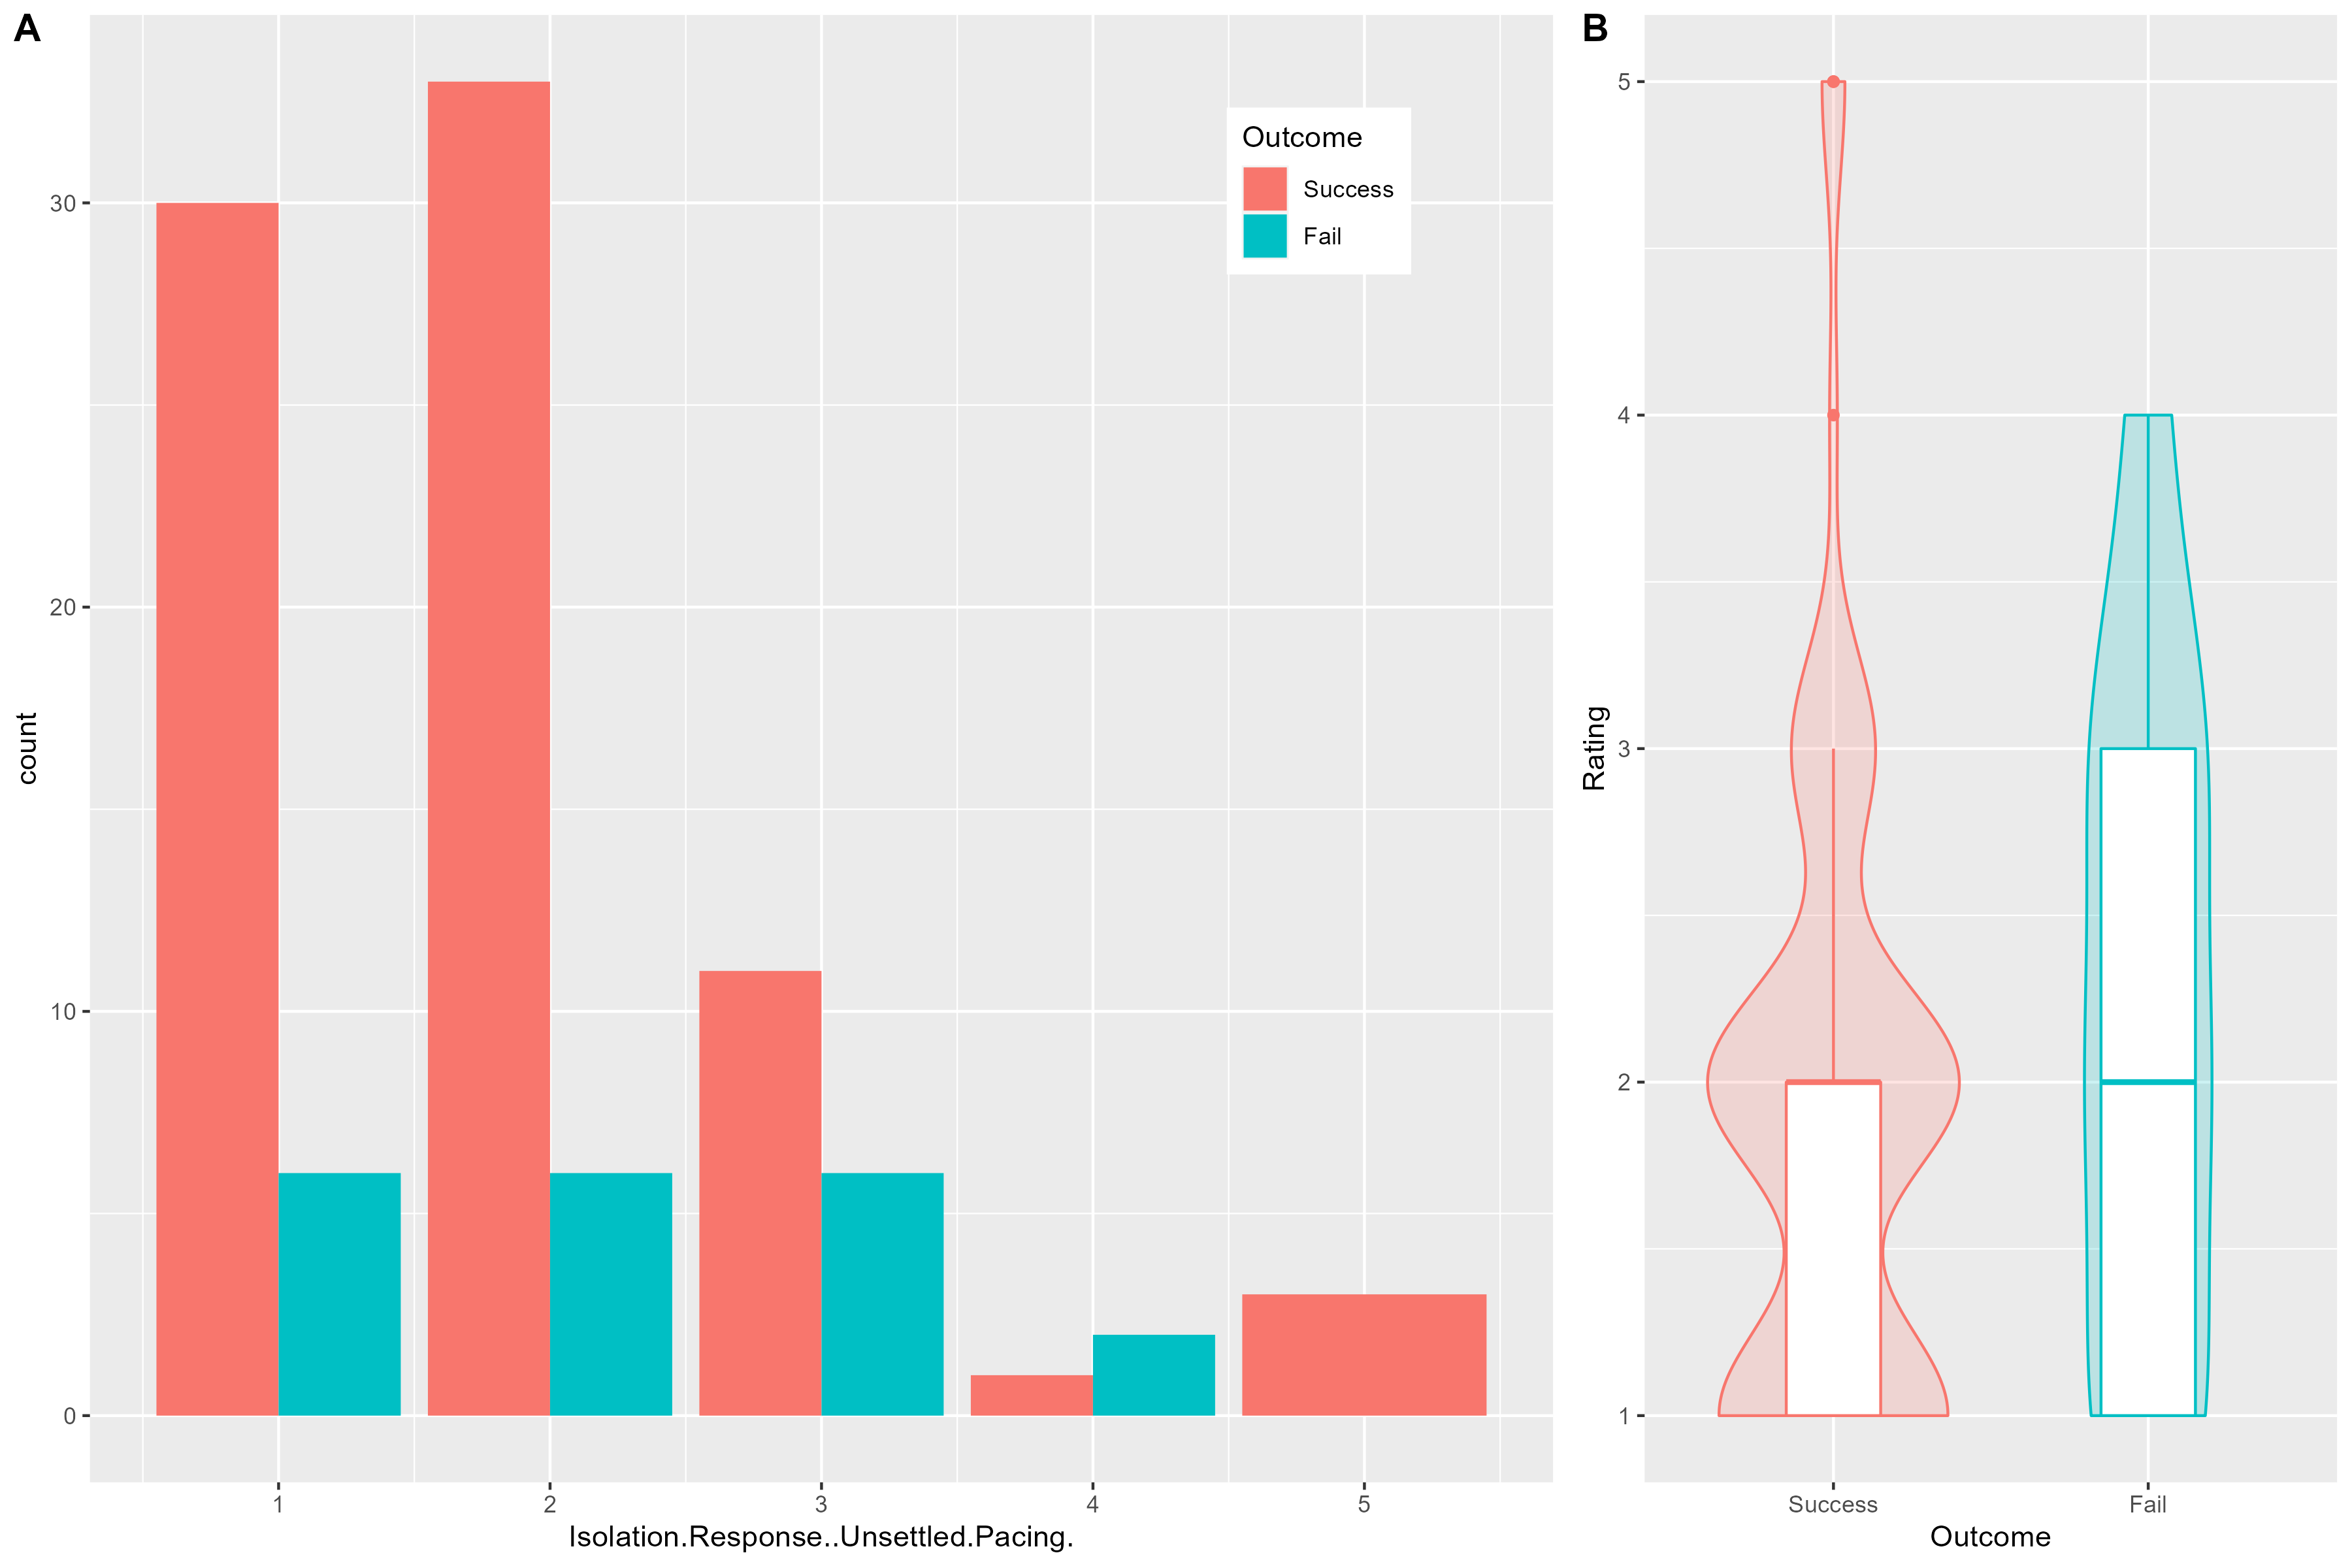 A
count
30
20
10
0
1 2 3 4 5
Isolation.Response..Unsettled.Pacing.
Outcome
Success
Fail
B
Rating
5
4
3
2
1
Success Fail
Outcome